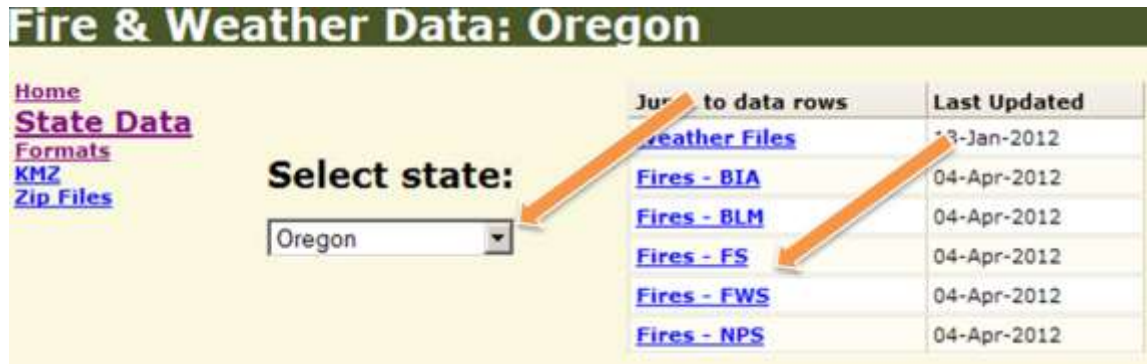 Fire & Weather Data: Oregon
Home
State Data
Formats
KMZ
Zip Files
Select state:
Oregon
to data rows Last Updated
Files -Jan-2012
Fires - BIA 04-Apr-2012
Fires - BLM 04-Apr-2012
Fires - FS 04-Apr-2012
Fires - FWS 04-Apr-2012
Fires - NPS 04-Apr-2012